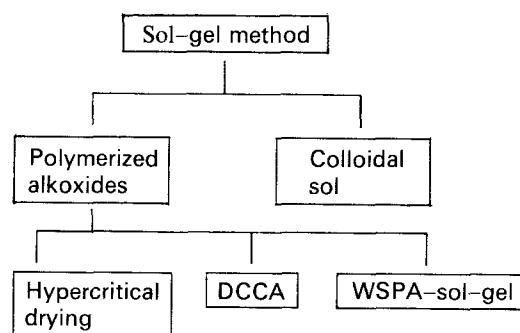 Sol–gel method
Polymerized
alkoxides
Colloidal
sol
Hypercritical
drying
DCCA
WSPA–sol–gel